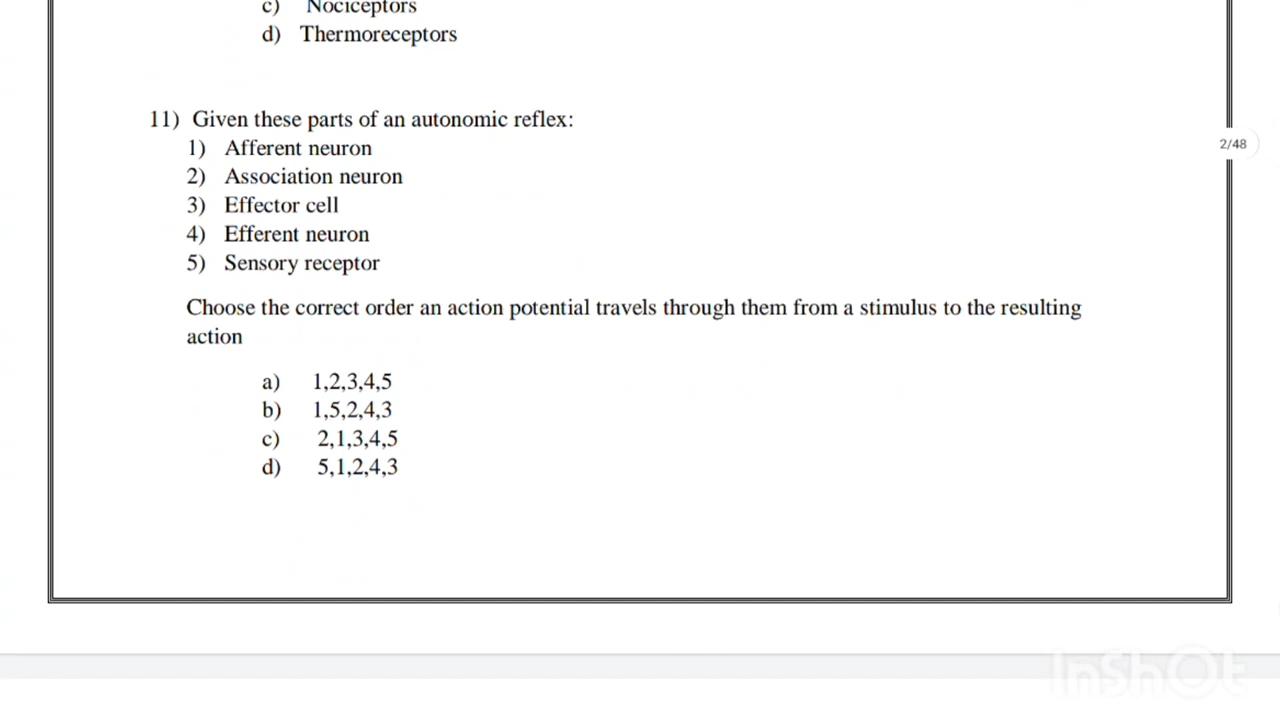 c) Nociceptors
d) Thermoreceptors
11) Given these parts of an autonomic reflex:
1) Afferent neuron
2) Association neuron
3) Effector cell
4) Efferent neuron
5) Sensory receptor
2/48
Choose the correct order an action potential travels through them from a stimulus to the resulting
action
a) 1,2,3,4,5
b) 1,5,2,4,3
c) 2,1,3,4,5
d) 5,1,2,4,3
InShOt